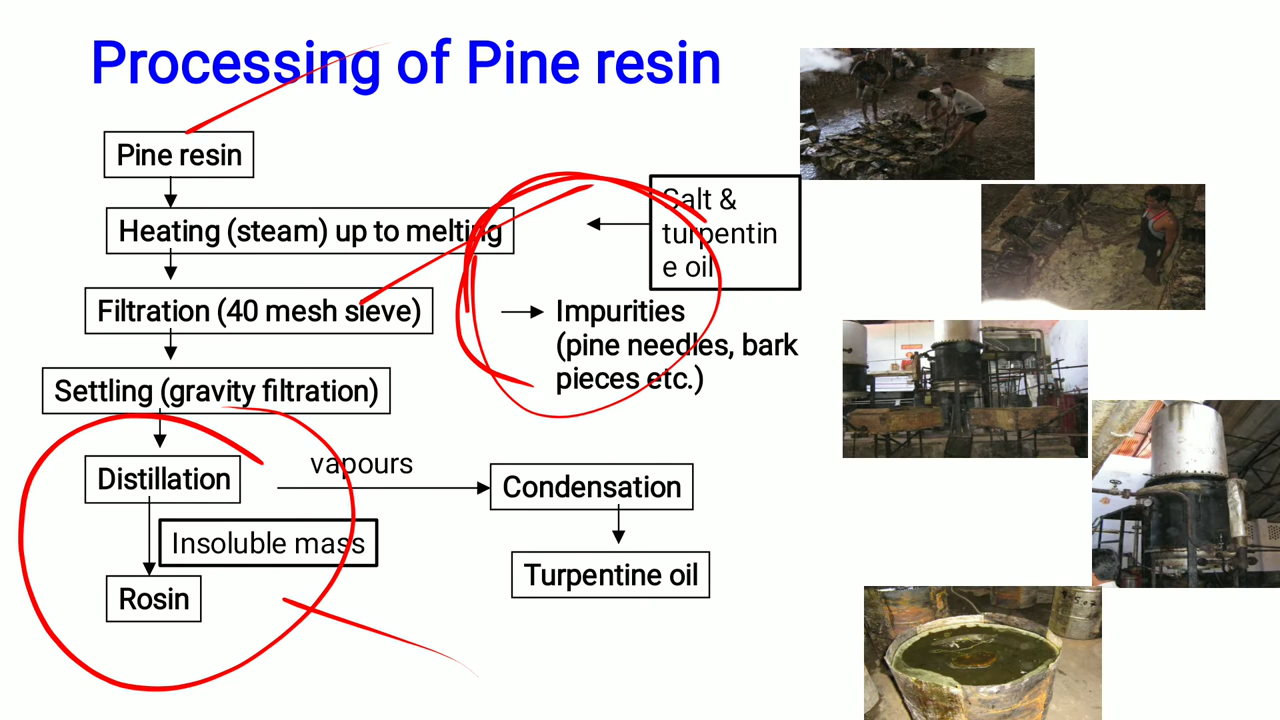 Processing of Pine resin
Pine resin
Heating (steam) up to melting
Salt &
turpentin
e oil
Filtration (40 mesh sieve)
Impurities
(pine needles, bark
pieces etc.)
Settling (gravity filtration)
Distillation
vapours
Condensation
Insoluble mass
Turpentine oil
Rosin